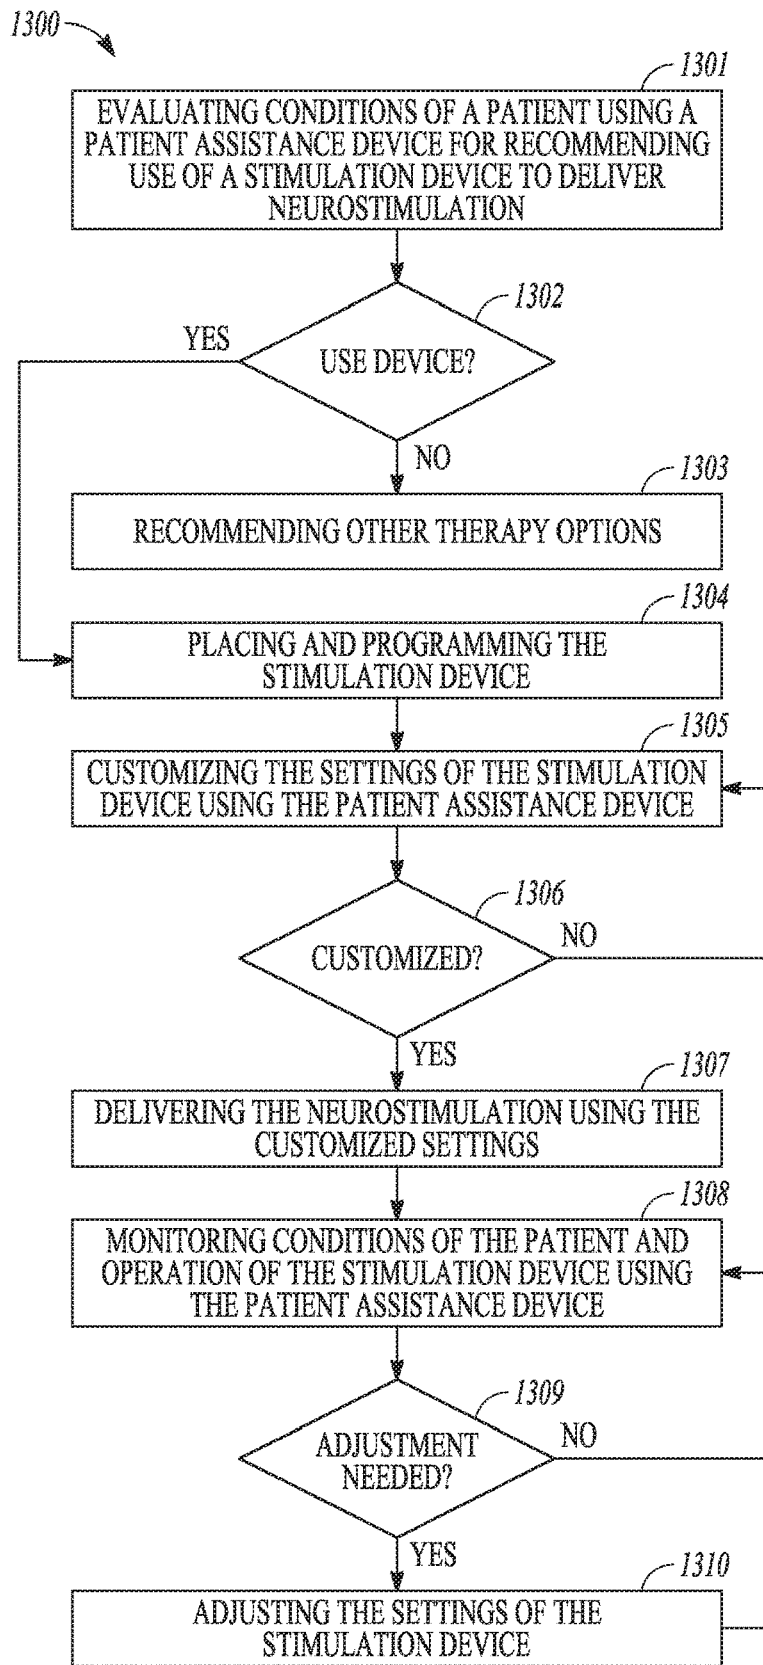 1300
1301
EVALUATING CONDITIONS OF A PATIENT USING A
PATIENT ASSISTANCE DEVICE FOR RECOMMENDING
USE OF A STIMULATION DEVICE TO DELIVER
NEUROSTIMULATION
1302
YES
USE DEVICE?
NO
1303
RECOMMENDING OTHER THERAPY OPTIONS
1304
PLACING AND PROGRAMMING THE
STIMULATION DEVICE
1305
CUSTOMIZING THE SETTINGS OF THE STIMULATION
DEVICE USING THE PATIENT ASSISTANCE DEVICE
1306
CUSTOMIZED?
NO
YES
1307
DELIVERING THE NEUROSTIMULATION USING THE
CUSTOMIZED SETTINGS
1308
MONITORING CONDITIONS OF THE PATIENT AND
OPERATION OF THE STIMULATION DEVICE USING
THE PATIENT ASSISTANCE DEVICE
1309
ADJUSTMENT
NEEDED?
NO
YES
1310
ADJUSTING THE SETTINGS OF THE
STIMULATION DEVICE